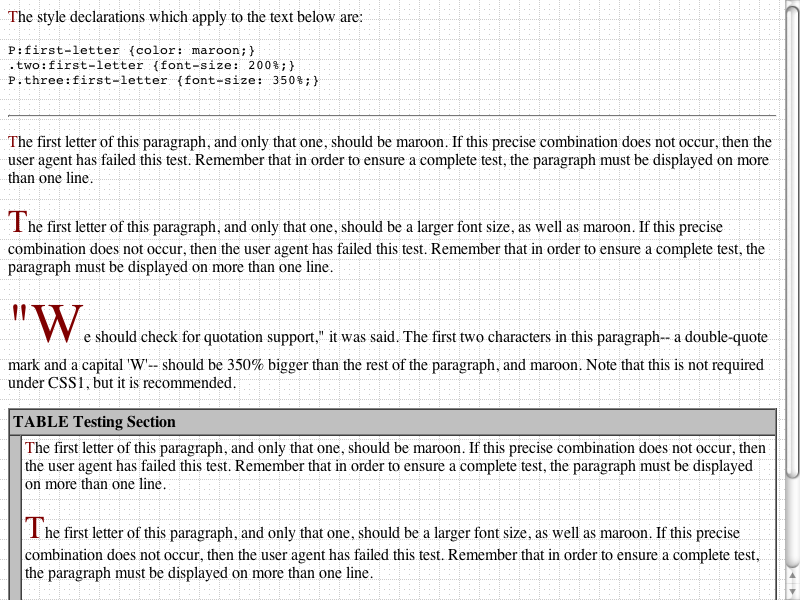 The style declarations which apply to the text below are:
P:first-letter {color: maroon;}
.two:first-letter {font-size: 200%;}
P.three:first-letter {font-size: 350%;}
The first letter of this paragraph, and only that one, should be maroon. If this precise combination does not occur, then the
user agent has failed this test. Remember that in order to ensure a complete test, the paragraph must be displayed on more
than one line.
The first letter of this paragraph, and only that one, should be a larger font size, as well as maroon. If this precise
combination does not occur, then the user agent has failed this test. Remember that in order to ensure a complete test, the
paragraph must be displayed on more than one line.
"We should check for quotation support," it was said. The first two characters in this paragraph-- a double-quote
mark and a capital 'W'-- should be 350% bigger than the rest of the paragraph, and maroon. Note that this is not required
under CSS1, but it is recommended.
TABLE Testing Section
The first letter of this paragraph, and only that one, should be maroon. If this precise combination does not occur, then
the user agent has failed this test. Remember that in order to ensure a complete test, the paragraph must be displayed
on more than one line.
The first letter of this paragraph, and only that one, should be a larger font size, as well as maroon. If this precise
combination does not occur, then the user agent has failed this test. Remember that in order to ensure a complete test,
the paragraph must be displayed on more than one line.